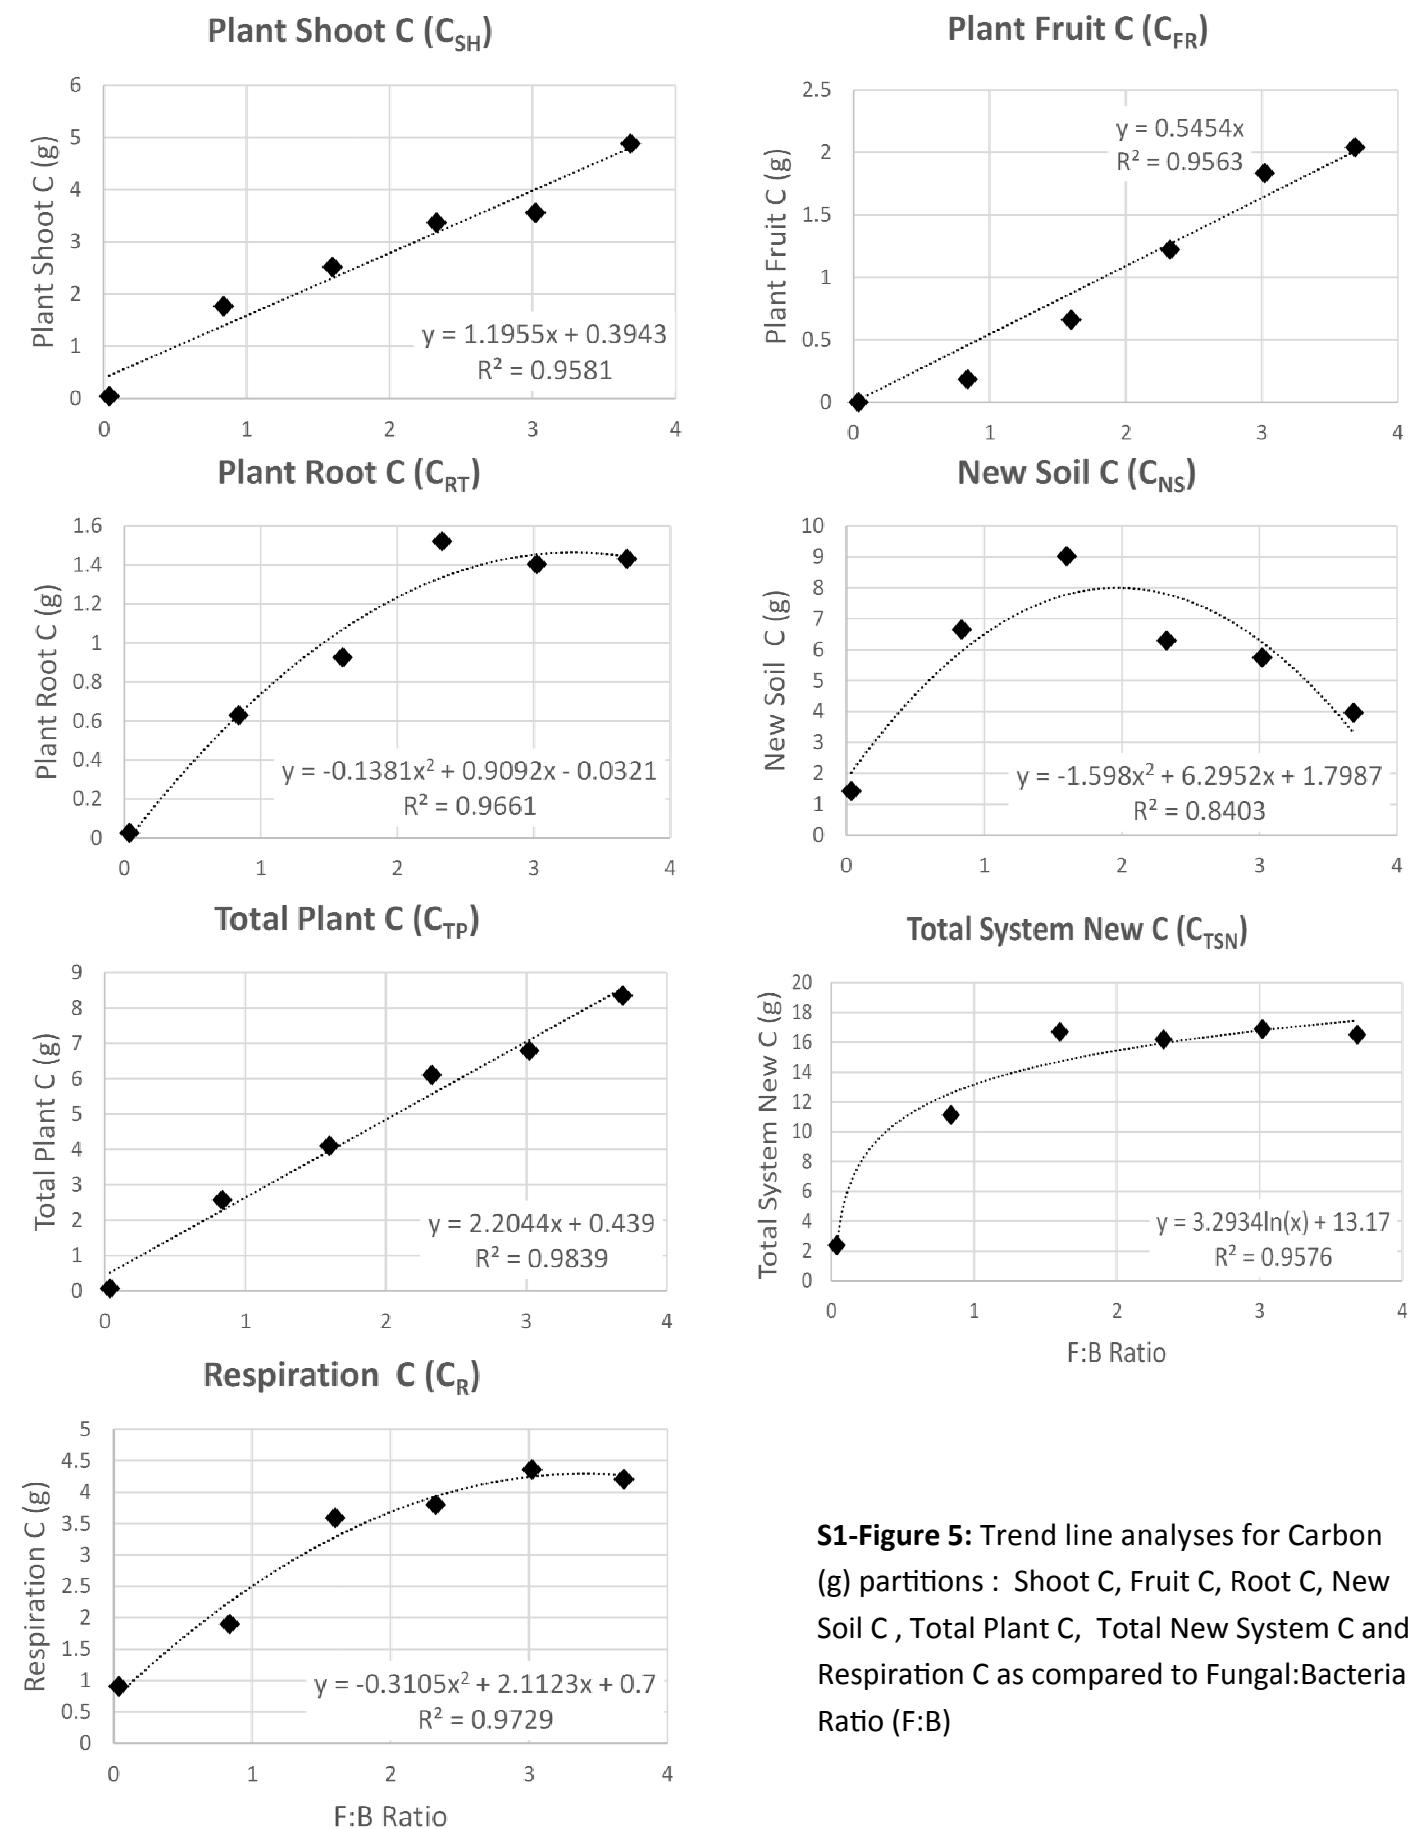 Plant Shoot C (C_SH)
Plant Shoot C (g)
6
5
4
3
2
1
0
y = 1.1955x + 0.3943
R² = 0.9581
0 1 2 3 4
Plant Fruit C (C_FR)
Plant Fruit C (g)
2.5
2
1.5
1
0.5
0
y = 0.5454x
R² = 0.9563
0 1 2 3 4
Plant Root C (C_RT)
Plant Root C (g)
1.6
1.4
1.2
1
0.8
0.6
0.4
0.2
0
y = -0.1381x² + 0.9092x - 0.0321
R² = 0.9661
0 1 2 3 4
New Soil C (C_NS)
New Soil C (g)
10
9
8
7
6
5
4
3
2
1
0
y = -1.598x² + 6.2952x + 1.7987
R² = 0.8403
0 1 2 3 4
Total Plant C (C_TP)
Total Plant C (g)
9
8
7
6
5
4
3
2
1
0
y = 2.2044x + 0.439
R² = 0.9839
0 1 2 3 4
Total System New C (C_TSN)
Total System New C (g)
20
18
16
14
12
10
8
6
4
2
0
y = 3.2934ln(x) + 13.17
R² = 0.9576
0 1 2 3 4
F:B Ratio
Respiration C (C_R)
Respiration C (g)
5
4.5
4
3.5
3
2.5
2
1.5
1
0.5
0
y = -0.3105x² + 2.1123x + 0.7
R² = 0.9729
0 1 2 3 4
F:B Ratio
S1-Figure 5: Trend line analyses for Carbon
(g) partitions : Shoot C, Fruit C, Root C, New
Soil C , Total Plant C, Total New System C and
Respiration C as compared to Fungal:Bacteria
Ratio (F:B)